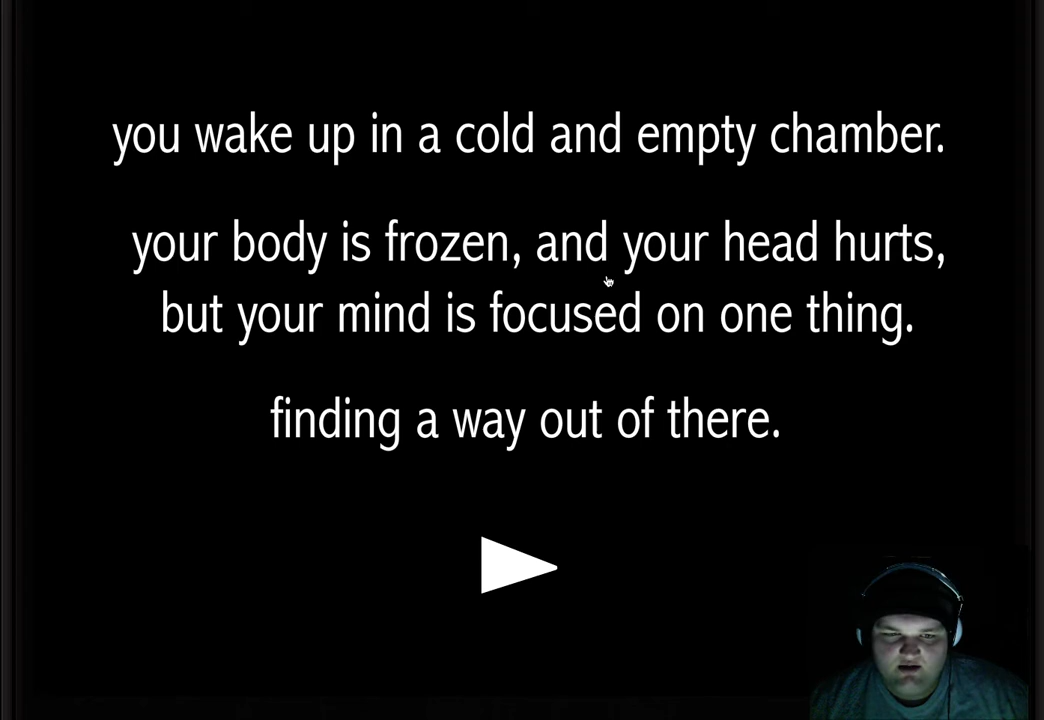 you wake up in a cold and empty chamber.
your body is frozen, and your head hurts,
but your mind is focused on one thing.
finding a way out of there.